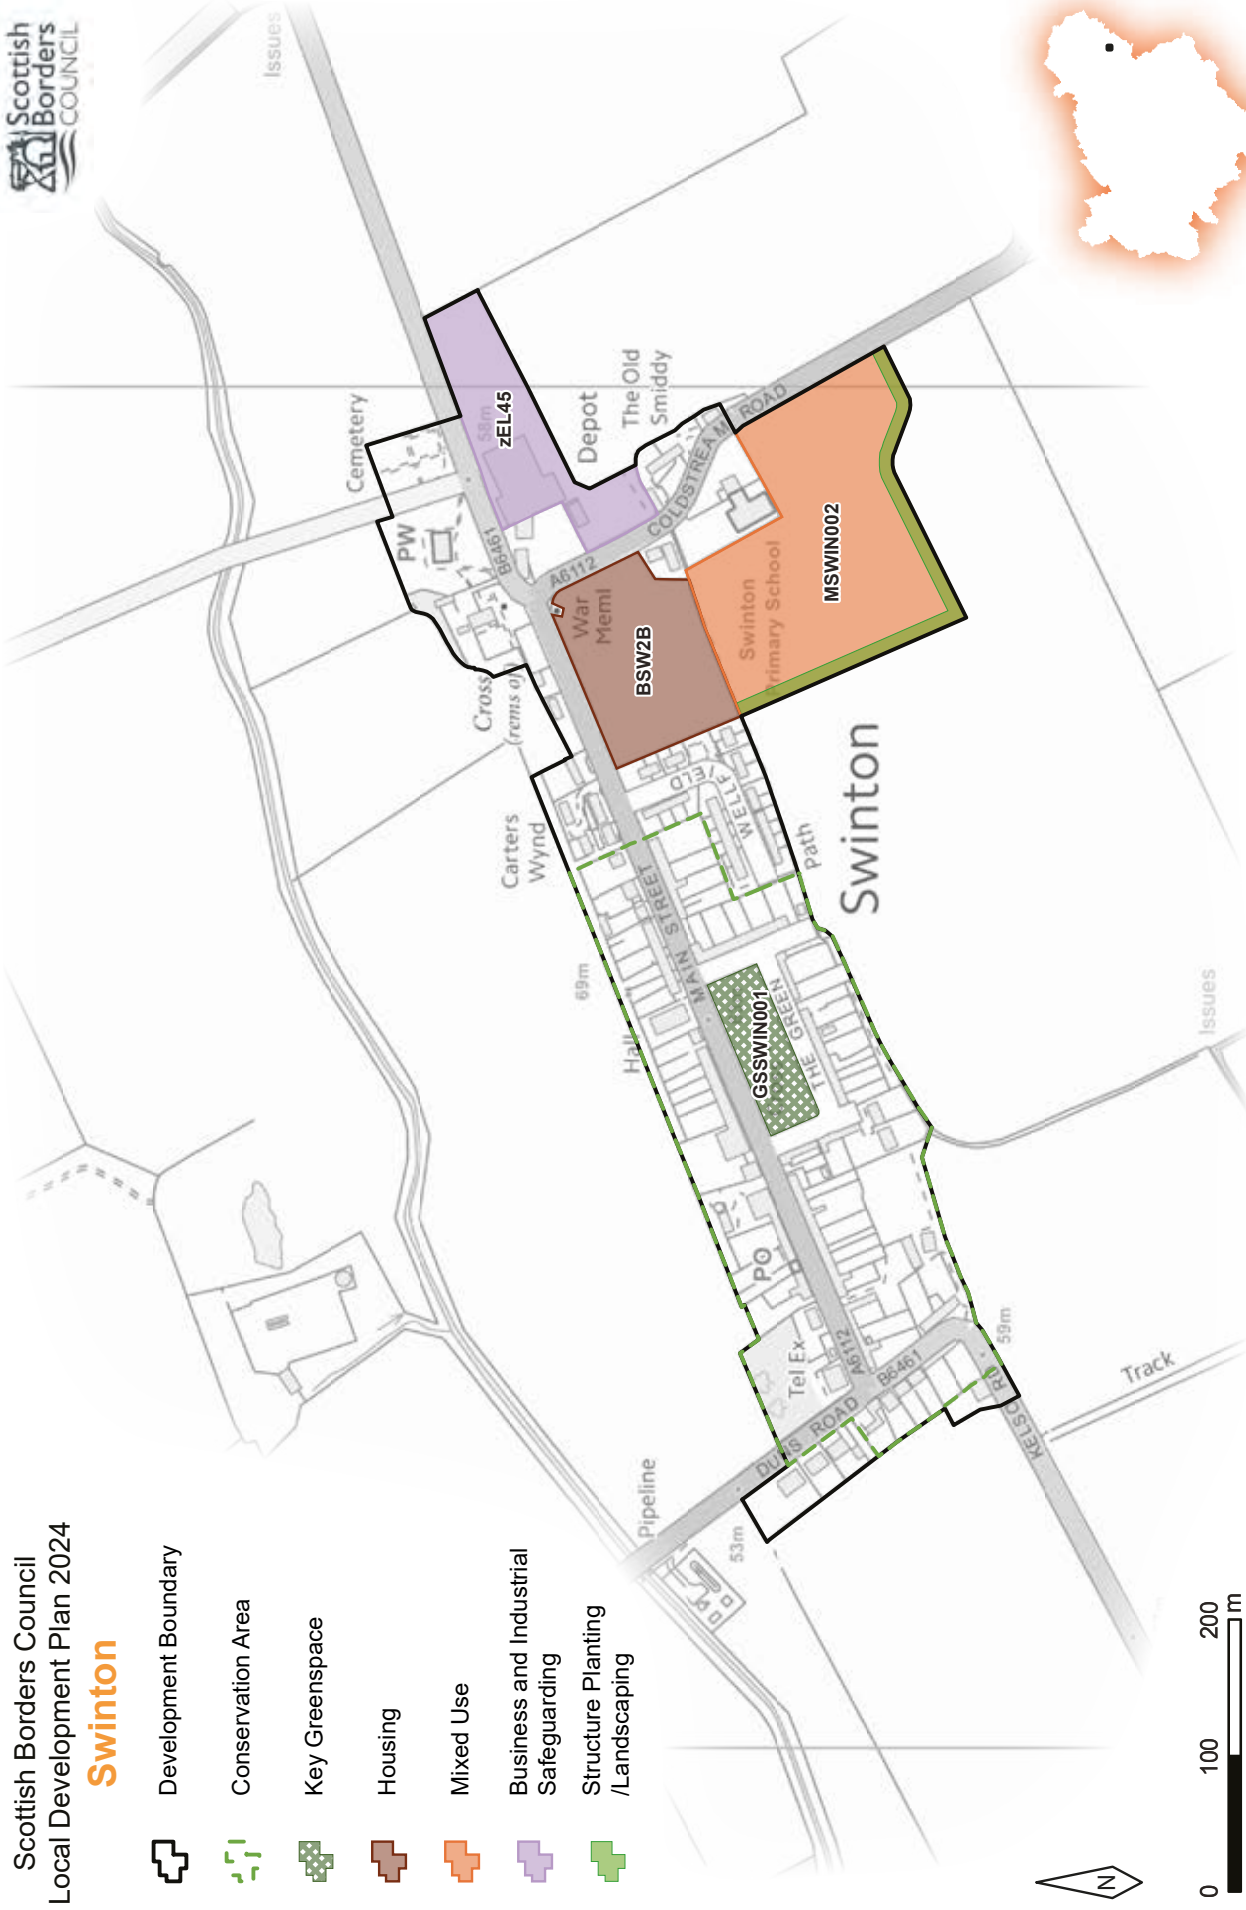 Scottish Borders Council
Local Development Plan 2024
Swinton
Development Boundary
Conservation Area
Key Greenspace
Housing
Mixed Use
Business and Industrial
Safeguarding
Structure Planting
/Landscaping
N
0
100
200
m
Scottish
Borders
COUNCIL
Issues
Cemetery
PW
58m
zEL45
B6461
Depot
The Old
Smiddy
A6112
COLDSTREAM ROAD
War
Meml
BSW2B
Swinton
Primary School
MSWIN002
Cross
(rems of)
Carters
Wynd
WELLFIELD
Path
Swinton
MAIN STREET
69m
Hall
GSSWIN001
THE GREEN
Issues
PO
Tel Ex
A6112
B6461
DUNS ROAD
59m
KELSO RD
Track
Pipeline
53m